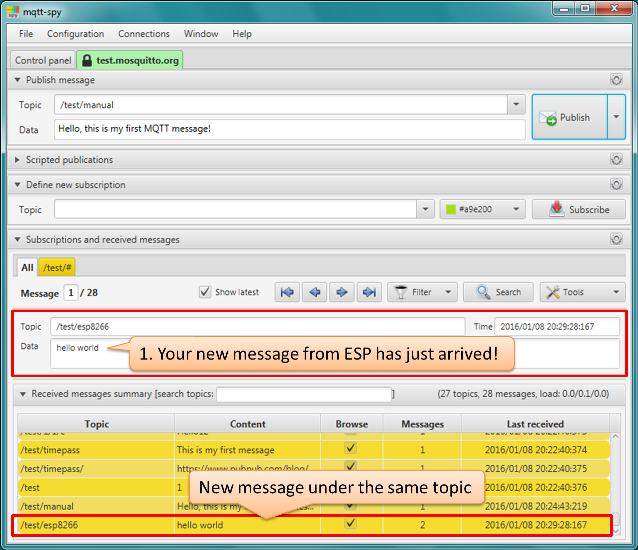 mqtt-spy
File Configuration Connections Window Help
Control panel test.mosquitto.org
Publish message
Topic /test/manual
Data Hello, this is my first MQTT message!
Publish
Scripted publications
Define new subscription
Topic #a9e200 Subscribe
Subscriptions and received messages
All /test/#
Message 1 / 28 Show latest Filter Search Tools
Topic /test/esp8266 Time 2016/01/08 20:29:28:167
Data hello world
1. Your new message from ESP has just arrived!
Received messages summary [search topics: ] (27 topics, 28 messages, load: 0.0/0.1/0.0)
Topic Content Browse Messages Last received
/test/timepass This is my first message 1 2016/01/08 20:22:40:374
/test/timepass/ https://www.pubnub.com/blog/... 1 2016/01/08 20:22:40:375
/test 1 2016/01/08 20:22:40:376
New message under the same topic
/test/manual Hello, this is my first MQTT 1 2016/01/08 20:24:43:219
/test/esp8266 hello world 2 2016/01/08 20:29:28:167